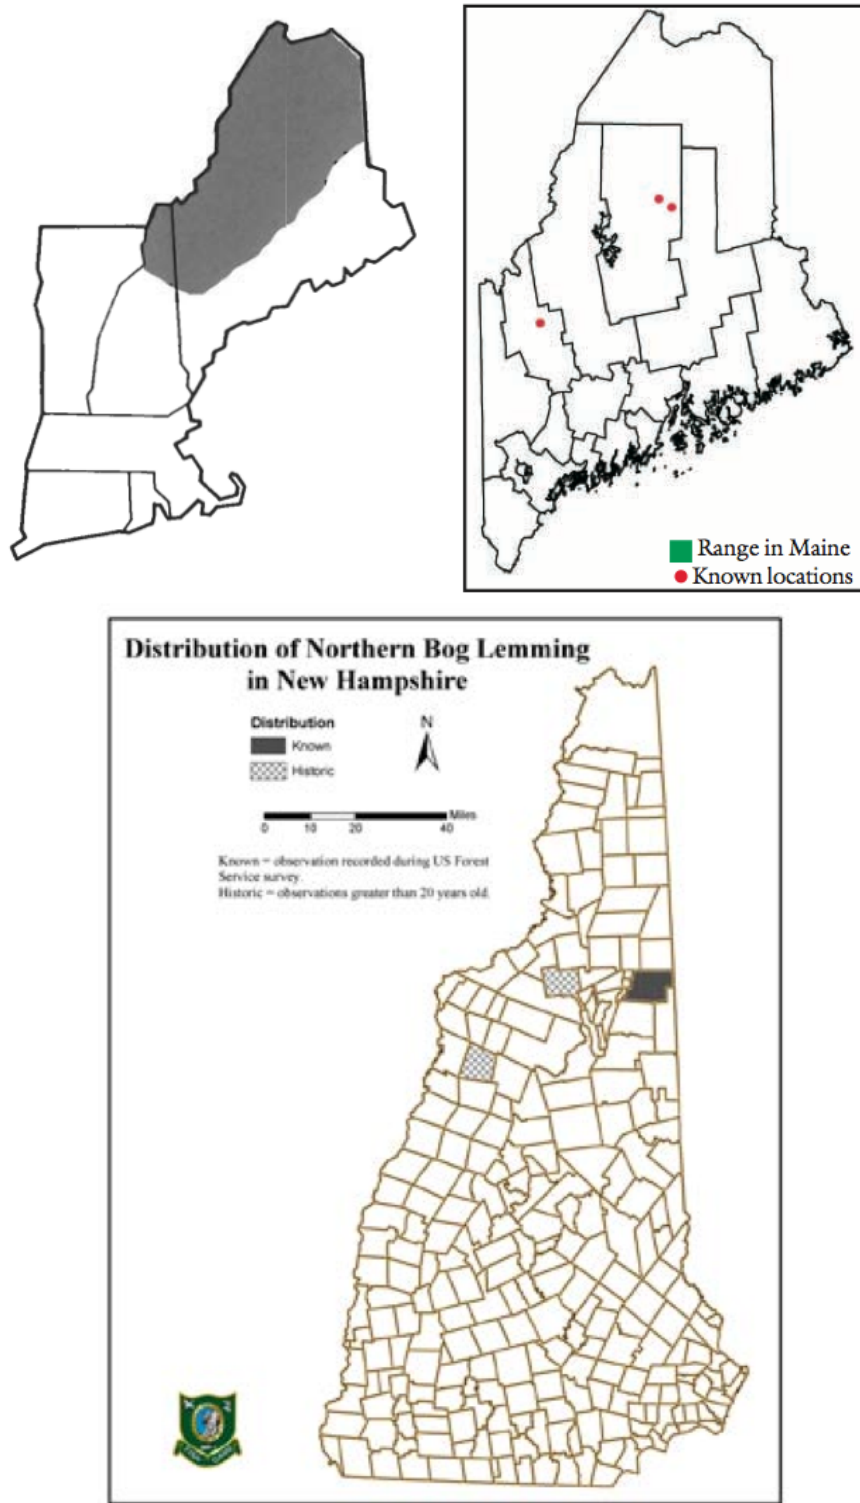 Range in Maine
Known locations
Distribution of Northern Bog Lemming
in New Hampshire
Distribution
Known
Historic
N
Miles
0 10 20 40
Known = observation recorded during US Forest
Service survey.
Historic = observations greater than 20 years old.